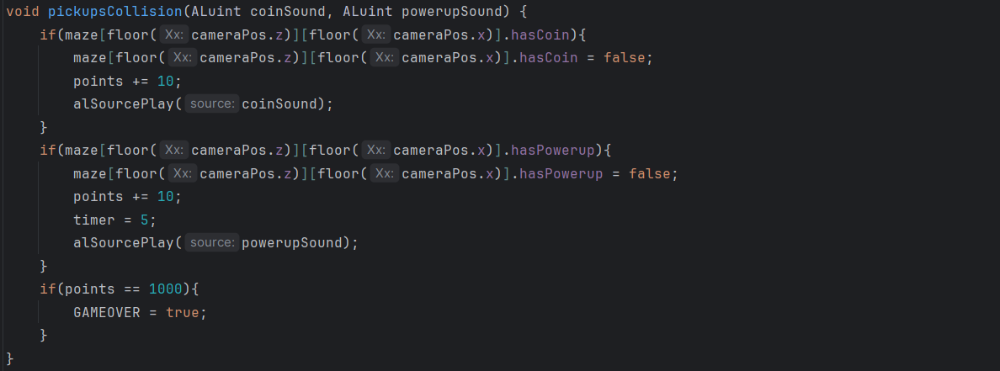 void pickupsCollision(ALuint coinSound, ALuint powerupSound) {
    if(maze[floor( Xx: cameraPos.z)][floor( Xx: cameraPos.x)].hasCoin){
        maze[floor( Xx: cameraPos.z)][floor( Xx: cameraPos.x)].hasCoin = false;
        points += 10;
        alSourcePlay( source: coinSound);
    }
    if(maze[floor( Xx: cameraPos.z)][floor( Xx: cameraPos.x)].hasPowerup){
        maze[floor( Xx: cameraPos.z)][floor( Xx: cameraPos.x)].hasPowerup = false;
        points += 10;
        timer = 5;
        alSourcePlay( source: powerupSound);
    }
    if(points == 1000){
        GAMEOVER = true;
    }
}